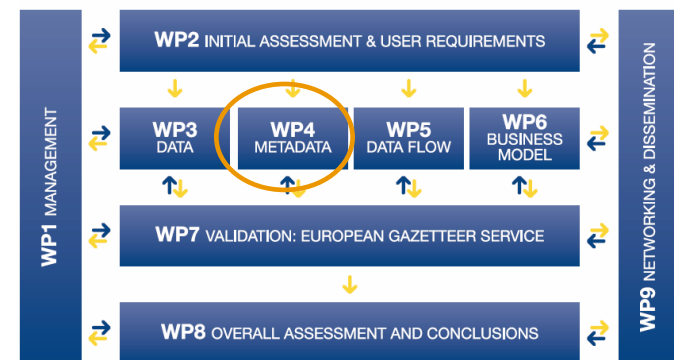 WP1 MANAGEMENT
WP2 INITIAL ASSESSMENT & USER REQUIREMENTS
WP3
DATA
WP4
METADATA
WP5
DATA FLOW
WP6
BUSINESS
MODEL
WP7 VALIDATION: EUROPEAN GAZETTEER SERVICE
WP8 OVERALL ASSESSMENT AND CONCLUSIONS
WP9 NETWORKING & DISSEMINATION